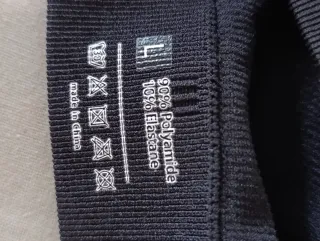 L
90% Polyamide
10% Elastane
made in China